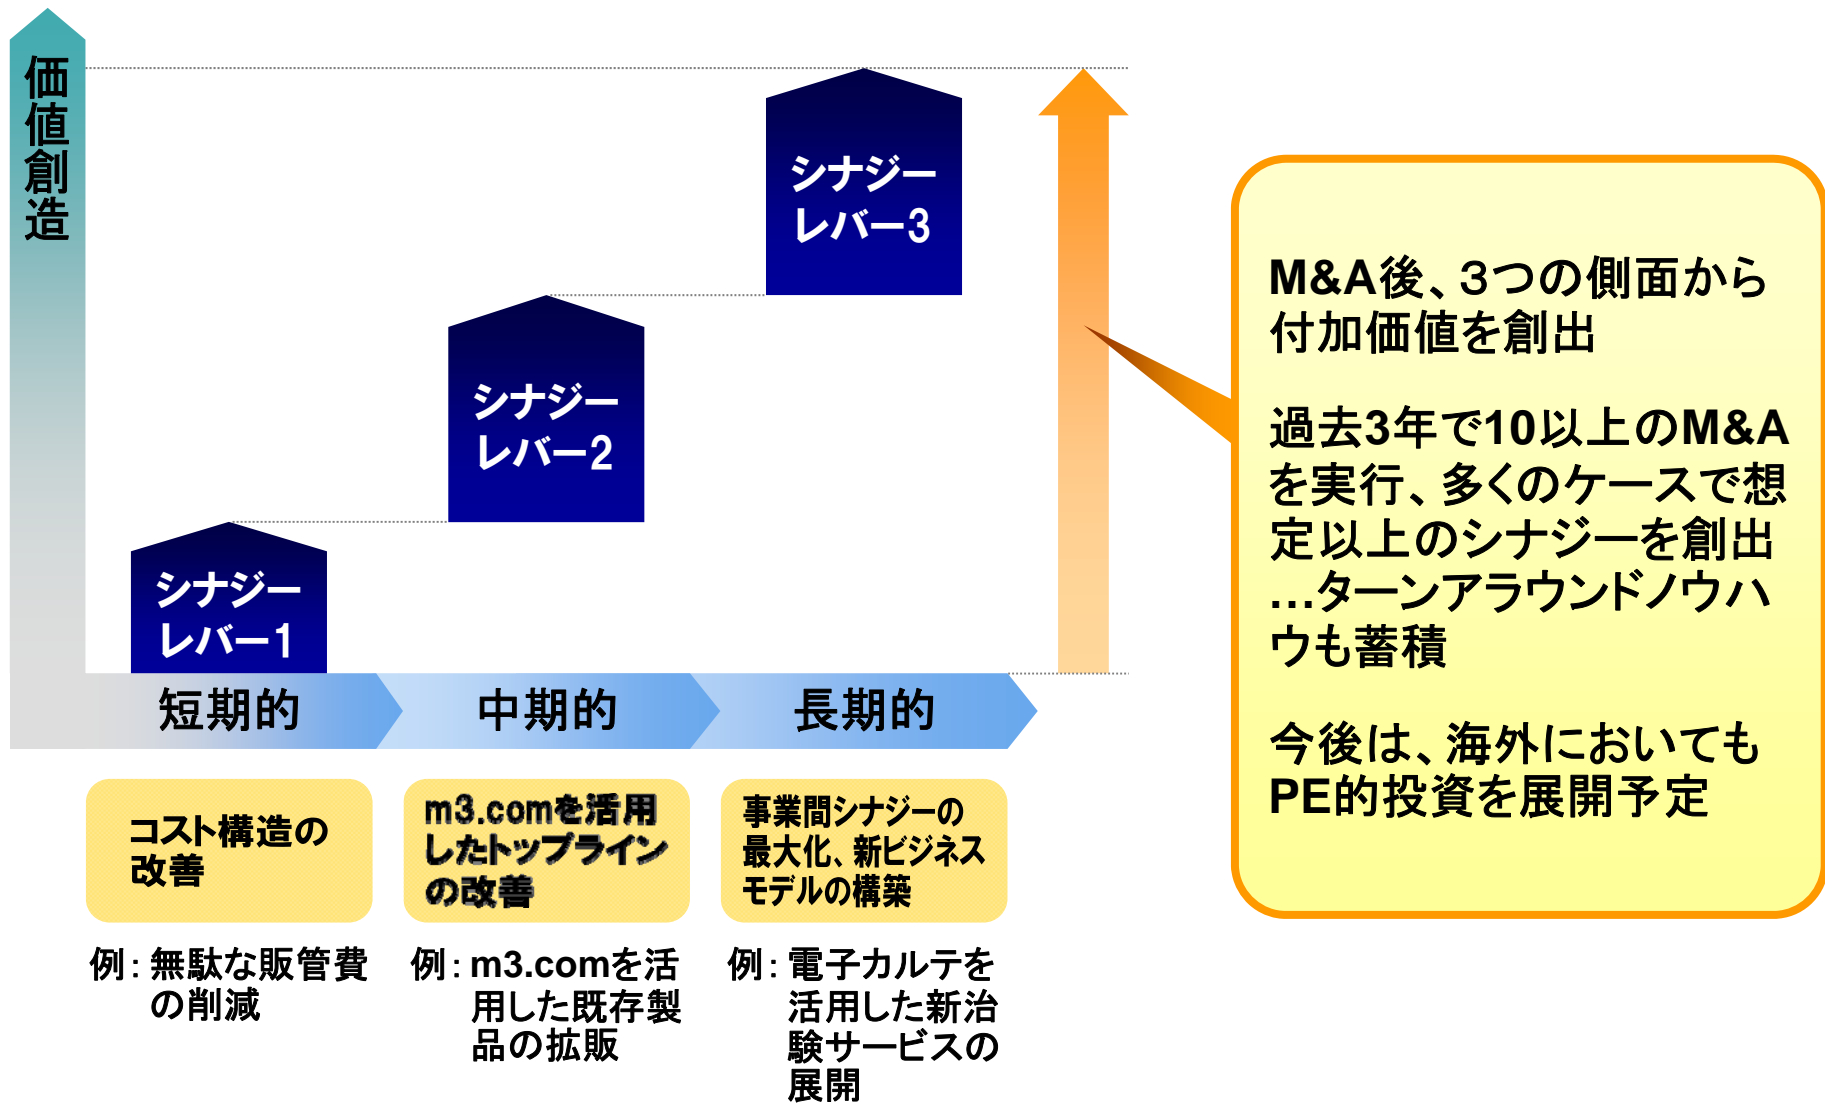 価値創造
シナジー
レバー3
シナジー
レバー2
シナジー
レバー1
短期的
中期的
長期的
コスト構造の
改善
m3.comを活用
したトップライン
の改善
事業間シナジーの
最大化、新ビジネス
モデルの構築
例：無駄な販管費
の削減
例：m3.comを活
用した既存製
品の拡販
例：電子カルテを
活用した新治
験サービスの
展開
M&A後、３つの側面から
付加価値を創出
過去3年で10以上のM&A
を実行、多くのケースで想
定以上のシナジーを創出
…ターンアラウンドノウハ
ウも蓄積
今後は、海外においても
PE的投資を展開予定